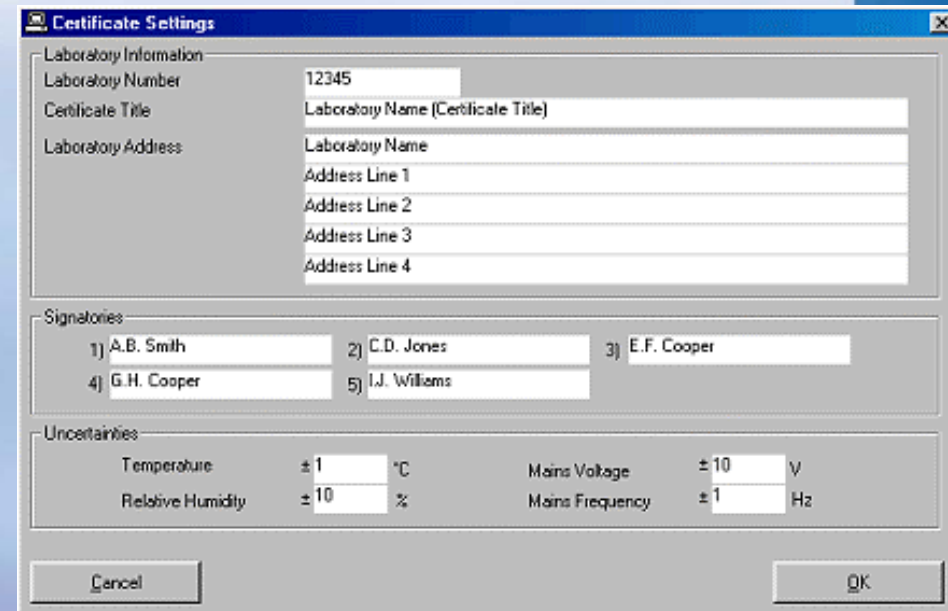 Certificate Settings
Laboratory Information
Laboratory Number 12345
Certificate Title Laboratory Name (Certificate Title)
Laboratory Address Laboratory Name
Address Line 1
Address Line 2
Address Line 3
Address Line 4
Signatories
1) A.B. Smith 2) C.D. Jones 3) E.F. Cooper
4) G.H. Cooper 5) I.J. Williams
Uncertainties
Temperature ± 1 °C Mains Voltage ± 10 V
Relative Humidity ± 10 % Mains Frequency ± 1 Hz
Cancel OK